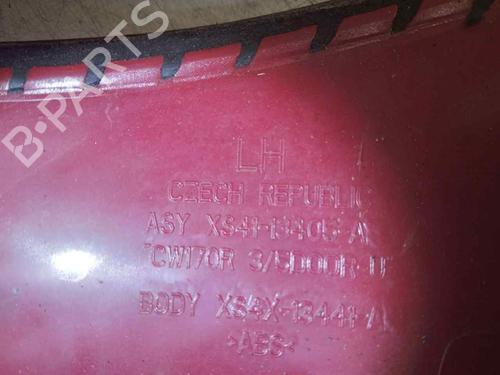 B-PARTS
LH
CZECH REPUBLIC
ASY XS41-13405-A
CW170R 3/5DOOR
BODY XS4X-13441-A
>ABS<